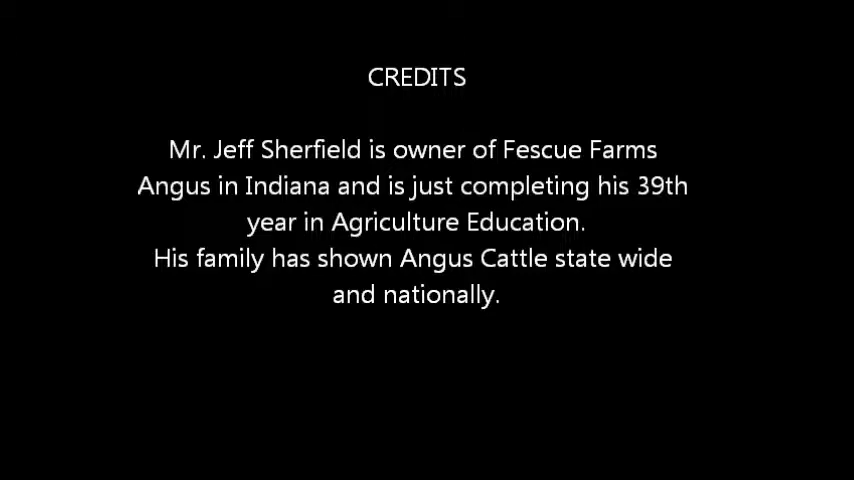 CREDITS
Mr. Jeff Sherfield is owner of Fescue Farms
Angus in Indiana and is just completing his 39th
year in Agriculture Education.
His family has shown Angus Cattle state wide
and nationally.